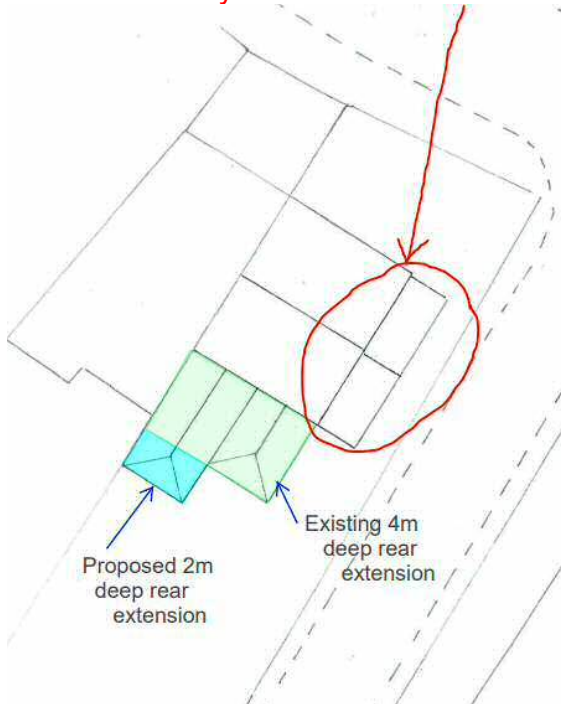 Existing 4m
deep rear
extension
Proposed 2m
deep rear
extension